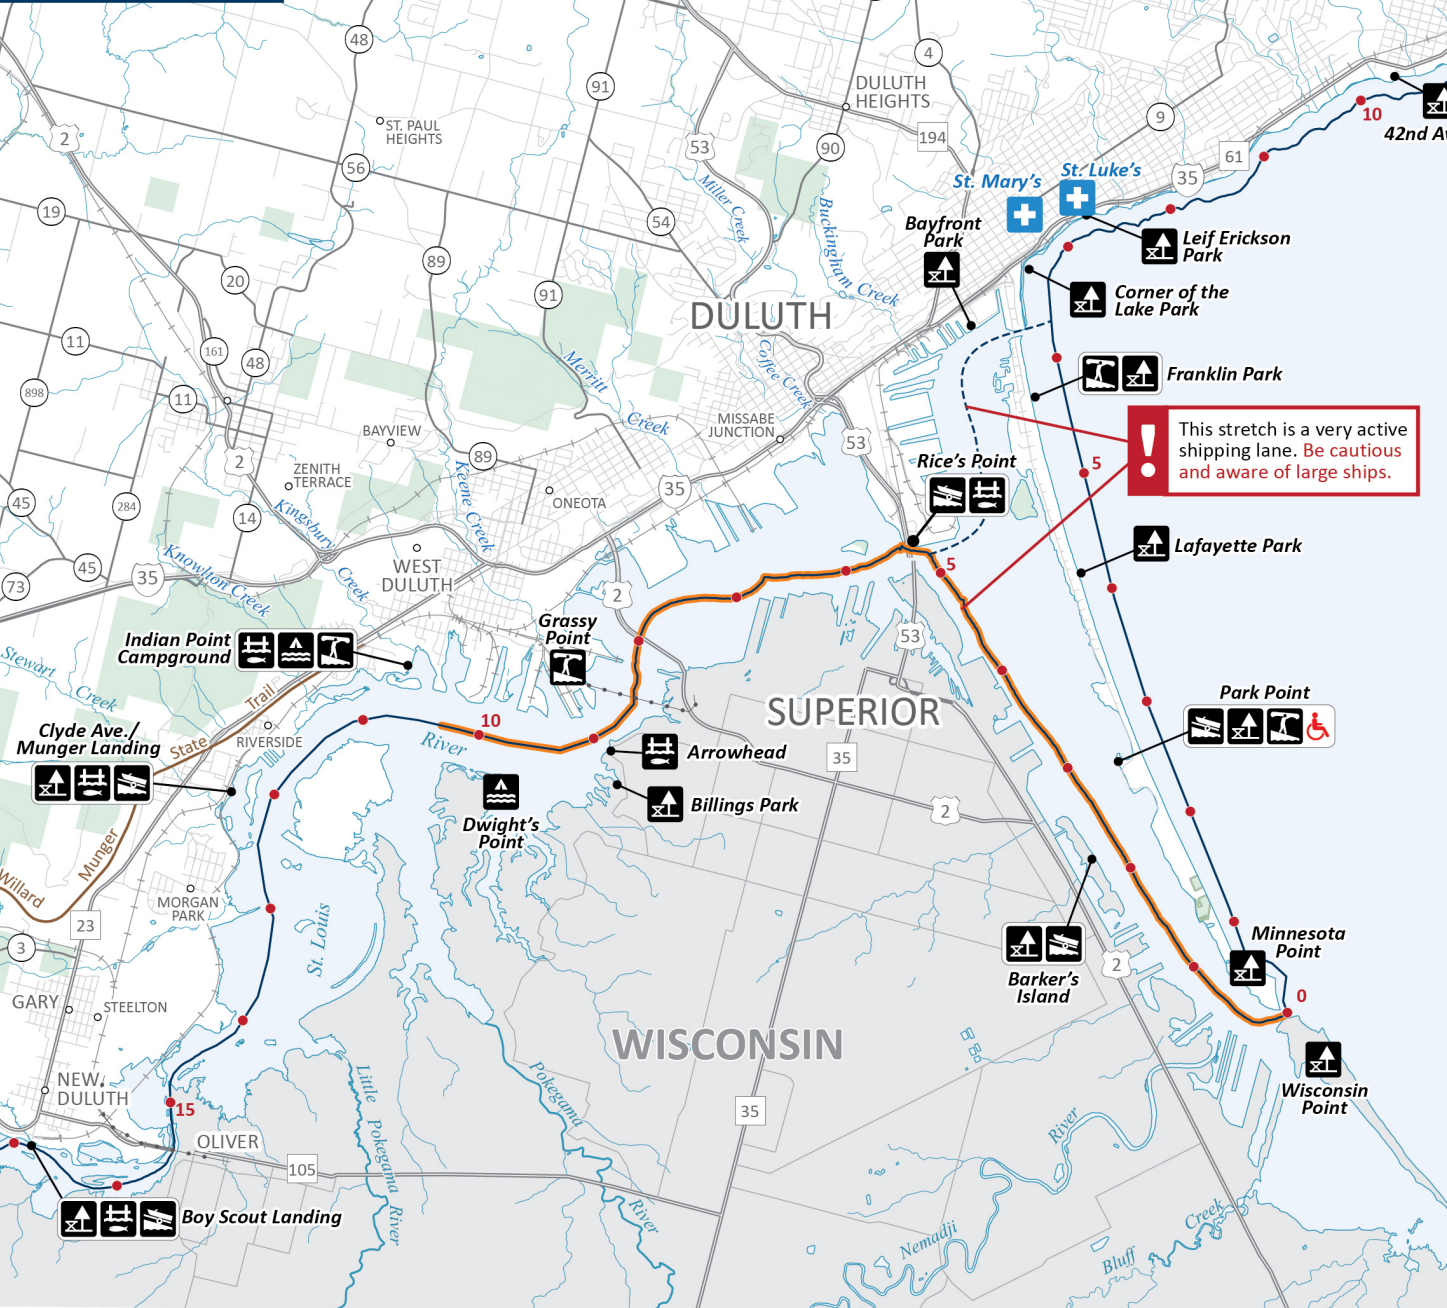 48
4
DULUTH
HEIGHTS
91
10
42nd Av
9
ST. PAUL
HEIGHTS
2
53
194
90
61
56
St. Mary's
St. Luke's
35
Miller Creek
Buckingham Creek
19
54
Bayfront
Park
Leif Erickson
Park
89
20
91
Corner of the
Lake Park
DULUTH
11
161
48
Merritt
Creek
Coffee Creek
Franklin Park
898
11
MISSABE
JUNCTION
BAYVIEW
53
This stretch is a very active
shipping lane. Be cautious
and aware of large ships.
2
89
ZENITH
TERRACE
Keene Creek
Rice's Point
5
45
284
14
ONEOTA
35
Kingsbury
Creek
Knowlton Creek
WEST
DULUTH
Lafayette Park
45
35
73
2
5
Grassy
Point
53
Indian Point
Campground
Stewart
Creek
Trail
State
Munger
Willard
Clyde Ave./
Munger Landing
RIVERSIDE
10
River
SUPERIOR
Park Point
Arrowhead
35
Billings Park
2
Dwight's
Point
MORGAN
PARK
23
3
St. Louis
Minnesota
Point
Barker's
Island
2
0
GARY
STEELTON
WISCONSIN
NEW
DULUTH
15
Little Pokegama River
Pokegama
River
Wisconsin
Point
35
OLIVER
105
River
Nemadji
Boy Scout Landing
Bluff
Creek